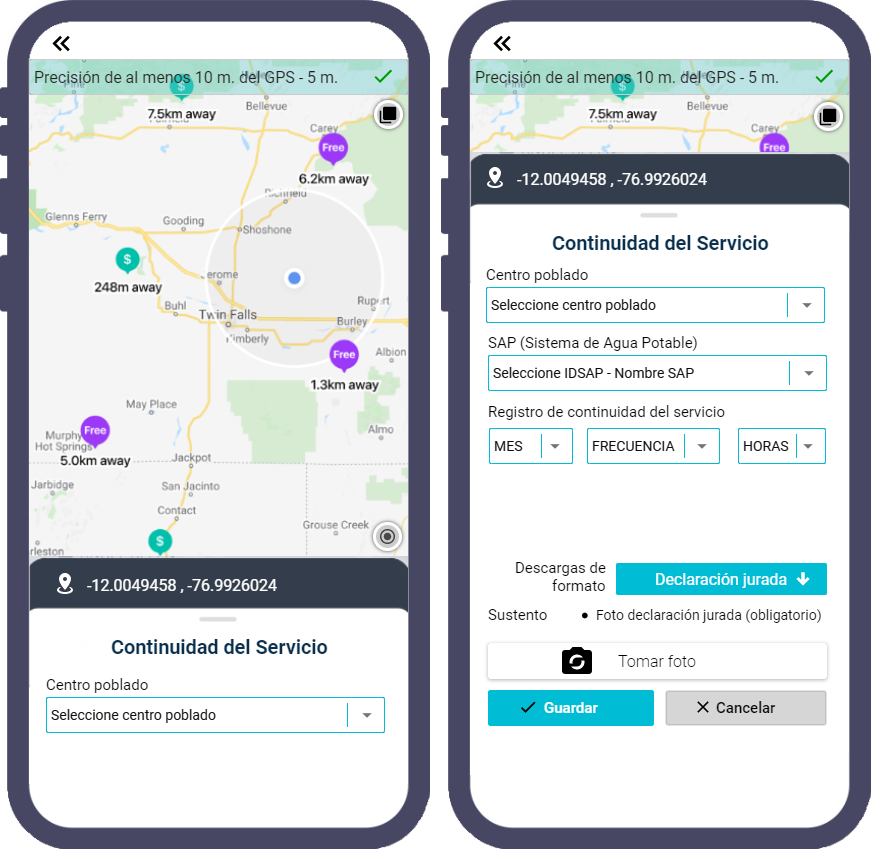 Precisión de al menos 10 m. del GPS - 5 m.
$
7.5km away
Bellevue
Carey
Free
6.2km away
Richfield
Glenns Ferry
Gooding
Shoshone
$
248m away
Jerome
Buhl
Rupert
Twin Falls
Burley
Kimberly
Free
Albion
1.3km away
May Place
Free
Almo
Murphy
Hot Springs
5.0km away
Jackpot
Jarbidge
San Jacinto
Contact
Grouse Creek
$
rleston
-12.0049458 , -76.9926024
Continuidad del Servicio
Centro poblado
Seleccione centro poblado
Precisión de al menos 10 m. del GPS - 5 m.
$
7.5km away
Bellevue
Carey
Free
-12.0049458 , -76.9926024
Continuidad del Servicio
Centro poblado
Seleccione centro poblado
SAP (Sistema de Agua Potable)
Seleccione IDSAP - Nombre SAP
Registro de continuidad del servicio
MES FRECUENCIA HORAS
Descargas de
formato
Declaración jurada
Sustento • Foto declaración jurada (obligatorio)
Tomar foto
Guardar Cancelar